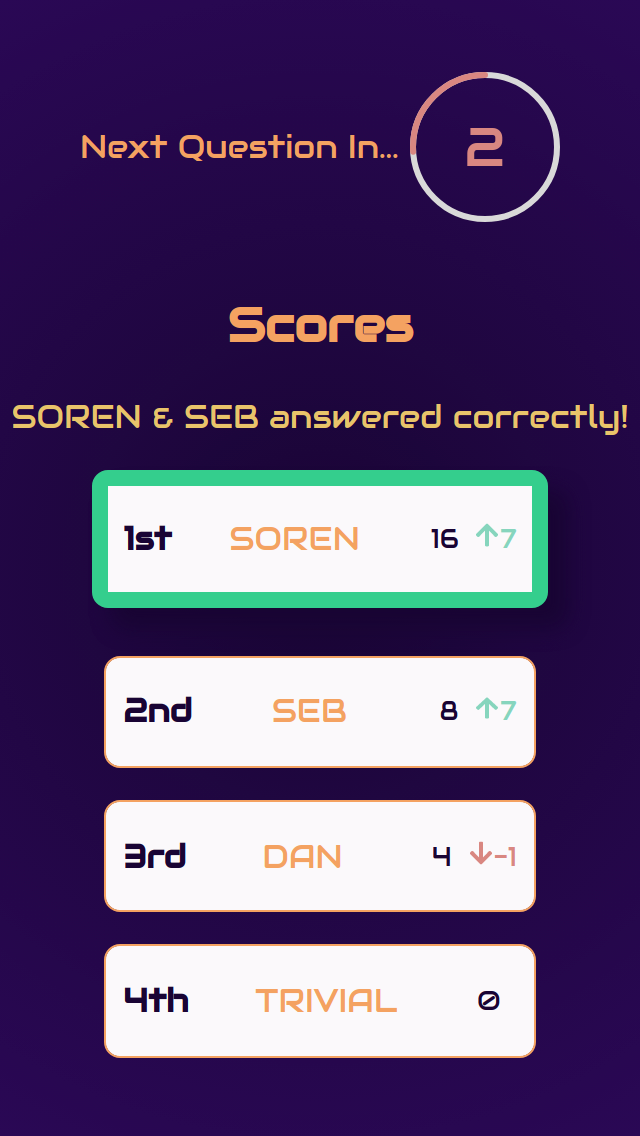 Next Question In...
2
Scores
SOREN & SEB answered correctly!
1st SOREN 16 ↑7
2nd SEB 8 ↑7
3rd DAN 4 ↓-1
4th TRIVIAL 0